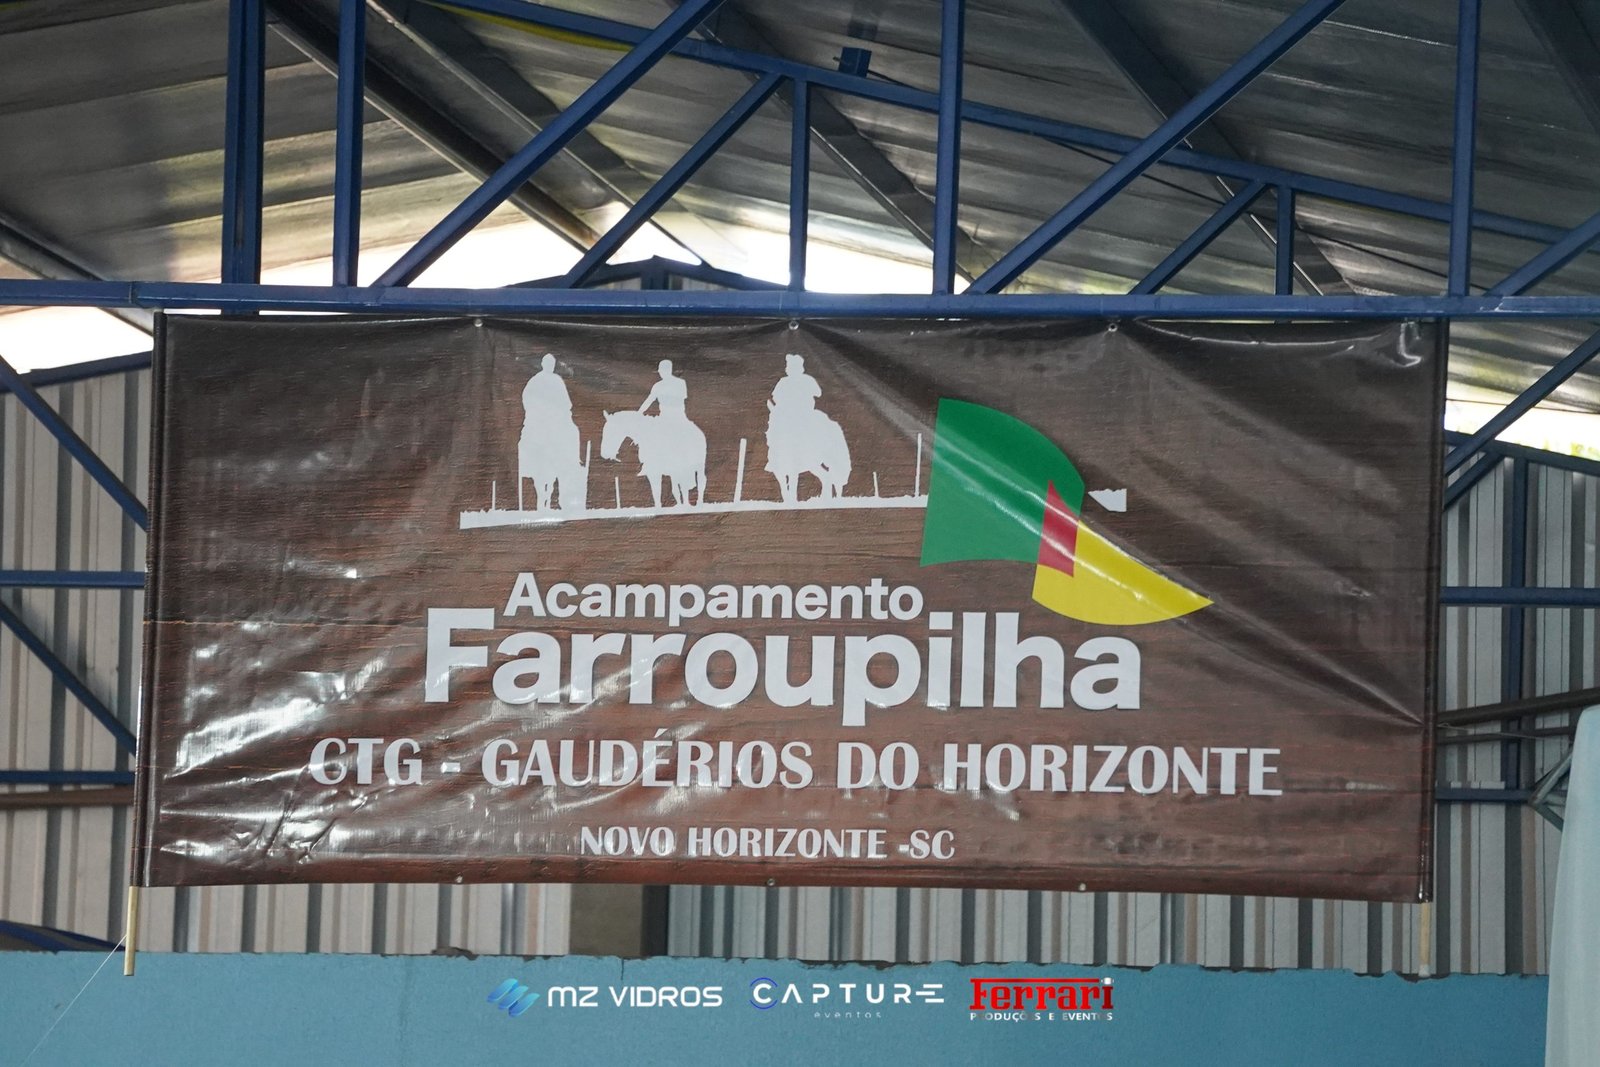 Acampamento
Farroupilha
CTG - GAUDÉRIOS DO HORIZONTE
NOVO HORIZONTE -SC
MZ VIDROS
CAPTURE
eventos
Ferrari
PRODUÇÕES E EVENTOS